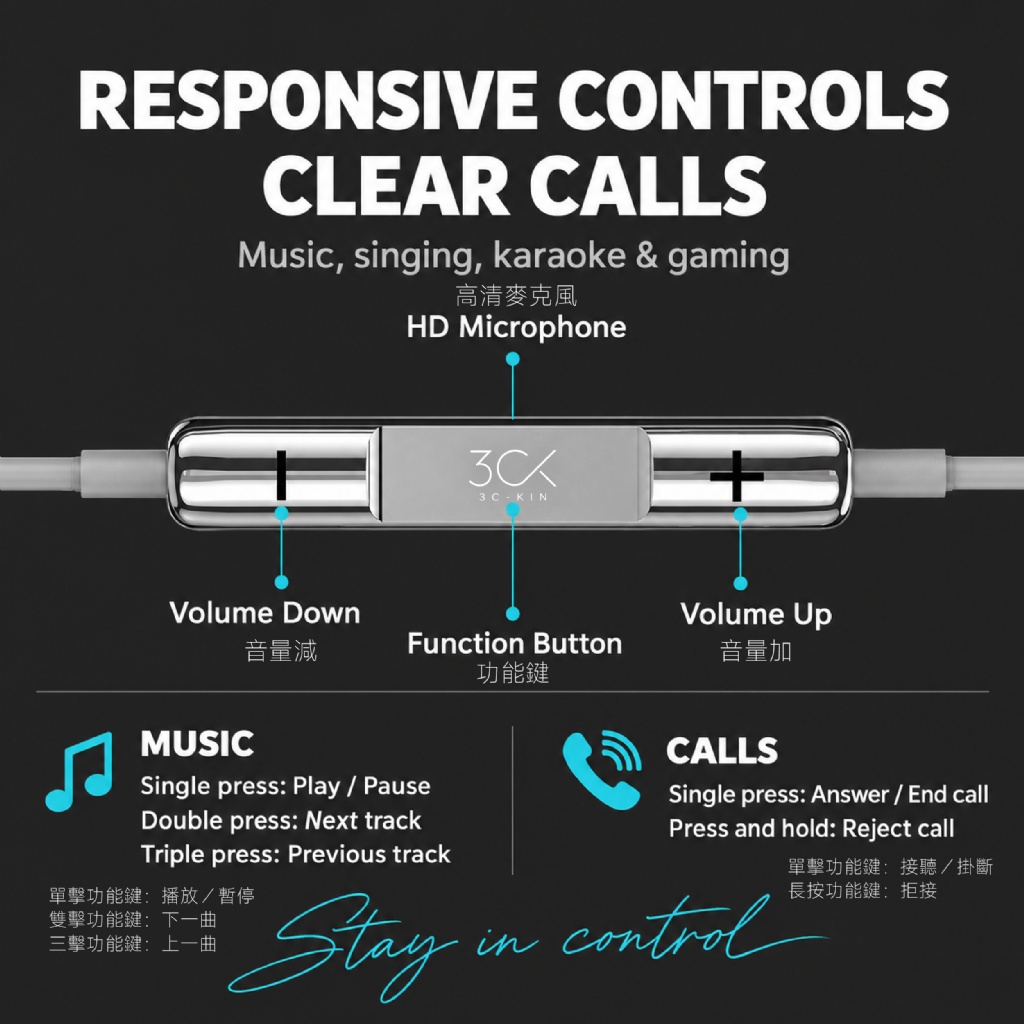 RESPONSIVE CONTROLS
CLEAR CALLS
Music, singing, karaoke & gaming
高清麥克風
HD Microphone
3CK
3C-KIN
Volume Down
音量減
Function Button
功能鍵
Volume Up
音量加
MUSIC
Single press: Play / Pause
Double press: Next track
Triple press: Previous track
單擊功能鍵：播放／暫停
雙擊功能鍵：下一曲
三擊功能鍵：上一曲
CALLS
Single press: Answer / End call
Press and hold: Reject call
單擊功能鍵：接聽／掛斷
長按功能鍵：拒接
Stay in control